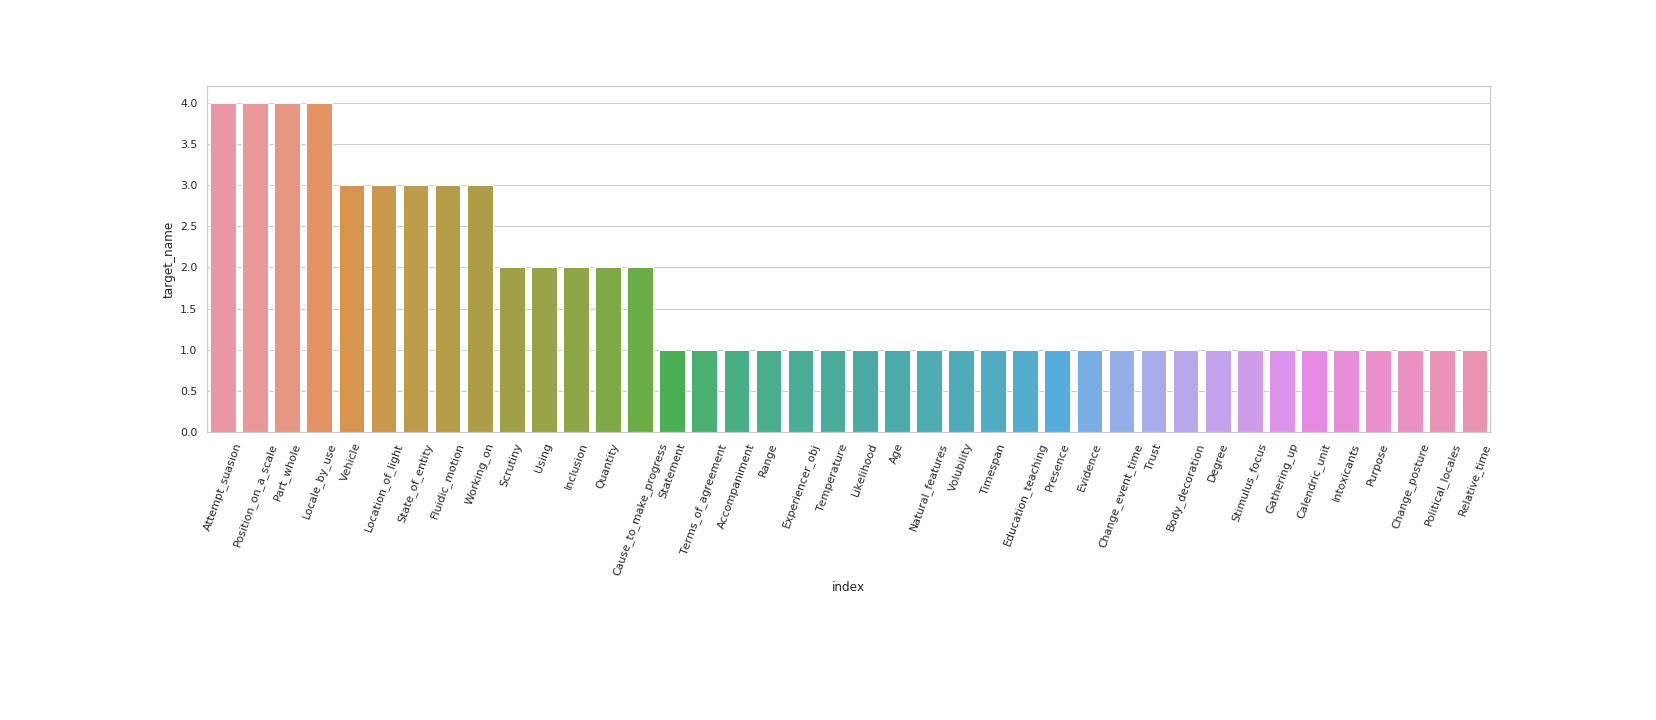 4.0
3.5
3.0
2.5
2.0
1.5
1.0
0.5
0.0
target_name
Attempt_suasion
Position_on_a_scale
Part_whole
Locale_by_use
Vehicle
Location_of_light
State_of_entity
Fluidic_motion
Working_on
Scrutiny
Using
Inclusion
Quantity
Cause_to_make_progress
Statement
Terms_of_agreement
Accompaniment
Range
Experiencer_obj
Temperature
Likelihood
Age
Natural_features
Volubility
Timespan
Education_teaching
Presence
Evidence
Change_event_time
Trust
Body_decoration
Degree
Stimulus_focus
Gathering_up
Calendric_unit
Intoxicants
Purpose
Change_posture
Political_locales
Relative_time
index